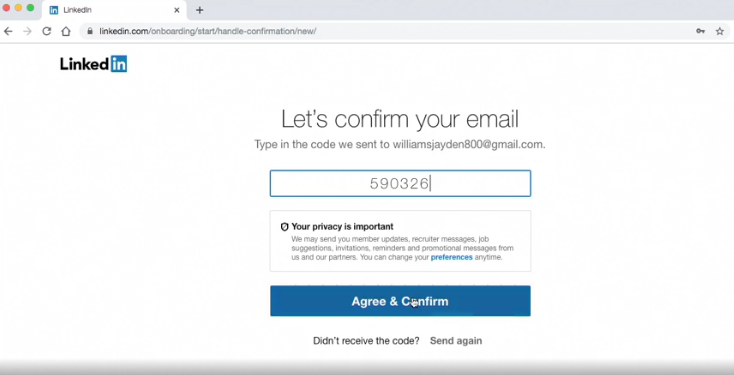 LinkedIn
linkedin.com/onboarding/start/handle-confirmation/new/
Linked in
Let's confirm your email
Type in the code we sent to williamsjayden800@gmail.com.
590326
Your privacy is important
We may send you member updates, recruiter messages, job
suggestions, invitations, reminders and promotional messages from
us and our partners. You can change your preferences anytime.
Agree & Confirm
Didn't receive the code? Send again